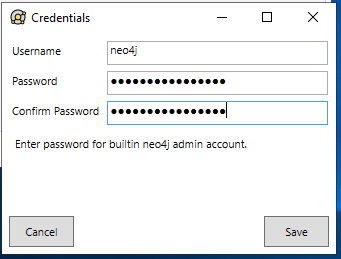 Credentials
Username
neo4j
Password
●●●●●●●●●●●●●●●●
Confirm Password
●●●●●●●●●●●●●●●●
Enter password for builtin neo4j admin account.
Cancel
Save